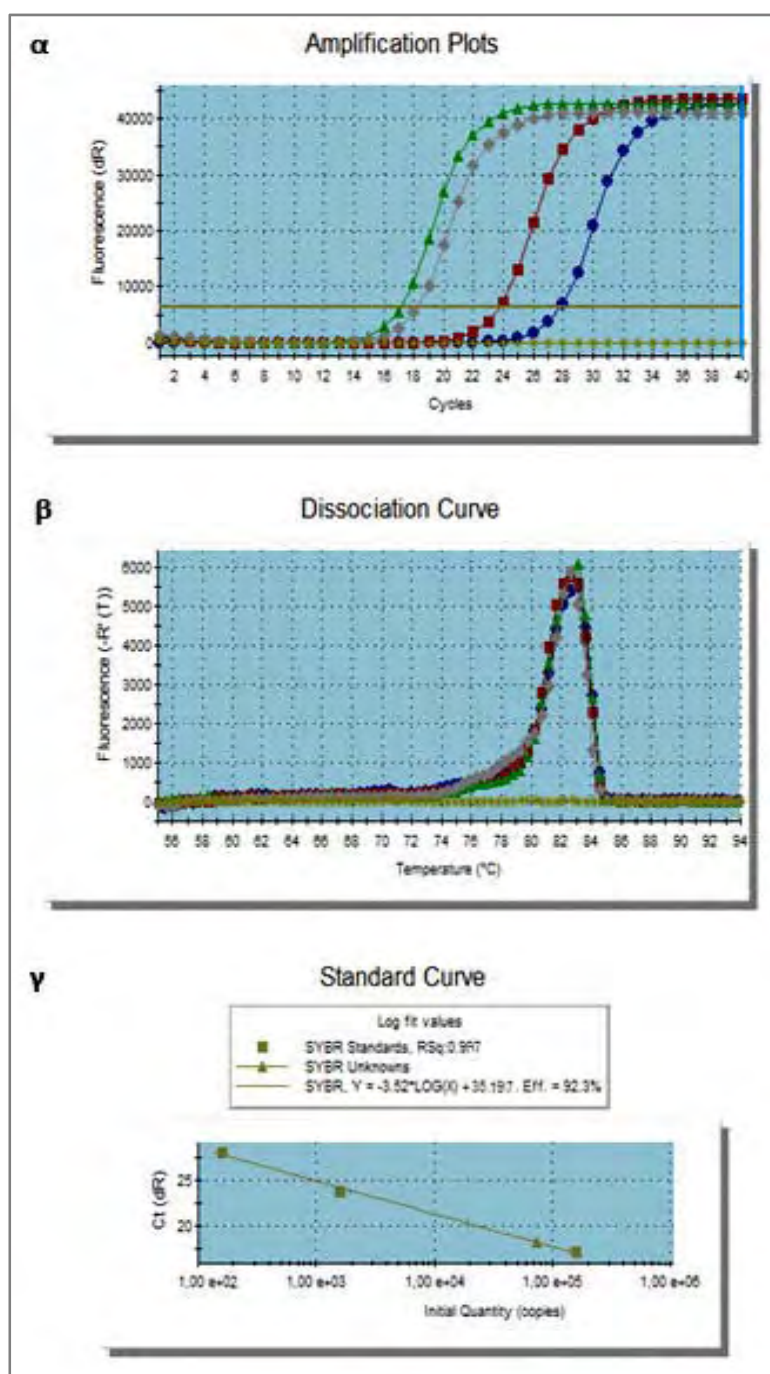 α
Amplification Plots
Fluorescence (dR)
40000
30000
20000
10000
0
2 4 6 8 10 12 14 16 18 20 22 24 26 28 30 32 34 36 38 40
Cycles
β
Dissociation Curve
Fluorescence (-R' (T))
6000
5000
4000
3000
2000
1000
0
56 58 60 62 64 66 68 70 72 74 76 78 80 82 84 86 88 90 92 94
Temperature (°C)
γ
Standard Curve
Log fit values
SYBR Standards, RSq:0.997
SYBR Unknowns
SYBR, Y = -3.52*LOG(X) + 35.197, Eff. = 92.3%
Ct (dR)
25
20
1,00 e+02 1,00 e+03 1,00 e+04 1,00 e+05 1,00 e+06
Initial Quantity (copies)